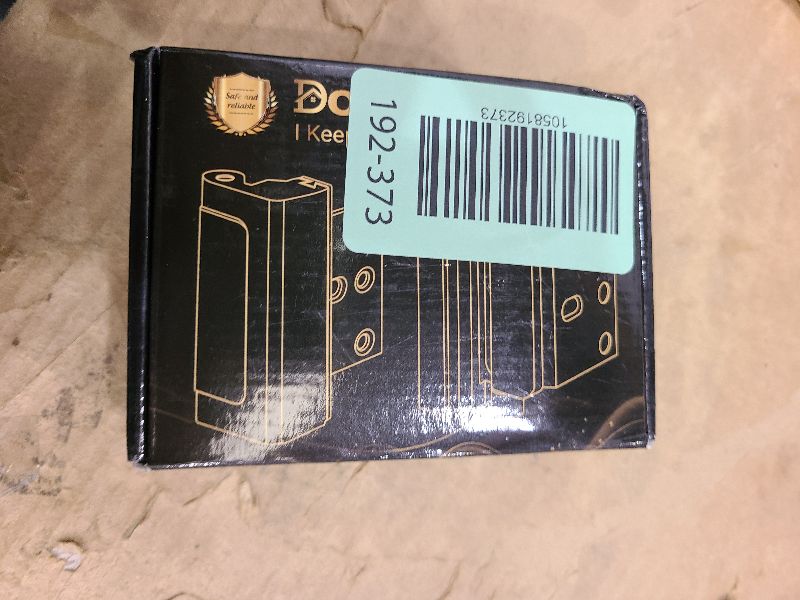 Safe and
reliable
Do
I Keep
192-373
1058192373